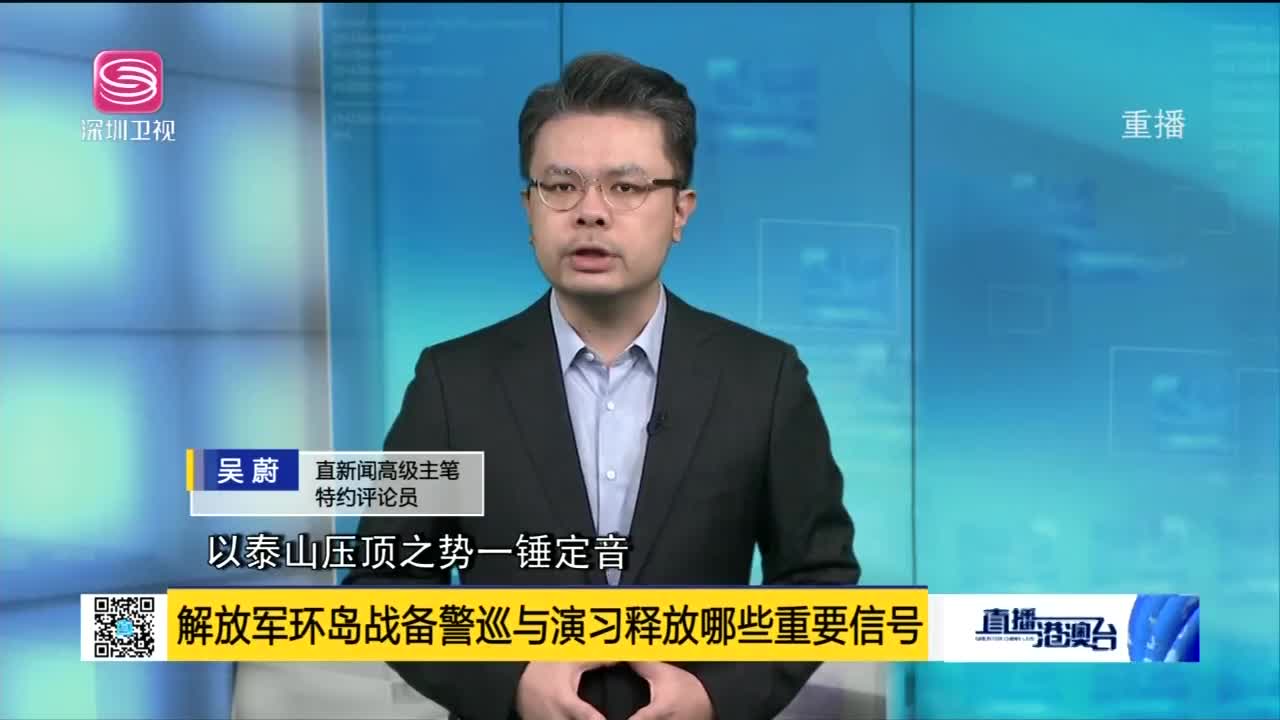 深圳卫视
重播
吴蔚
直新闻高级主笔
特约评论员
以泰山压顶之势一锤定音
解放军环岛战备警巡与演习释放哪些重要信号
直播
港澳台